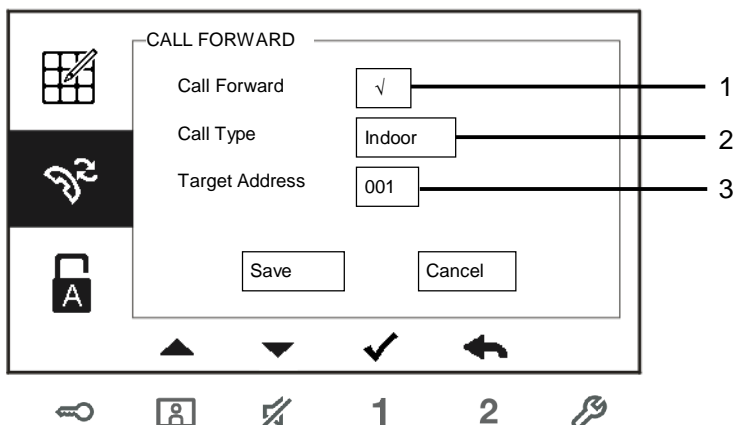 CALL FORWARD
Call Forward √ 1
Call Type Indoor 2
Target Address 001 3
Save Cancel
A
1 2